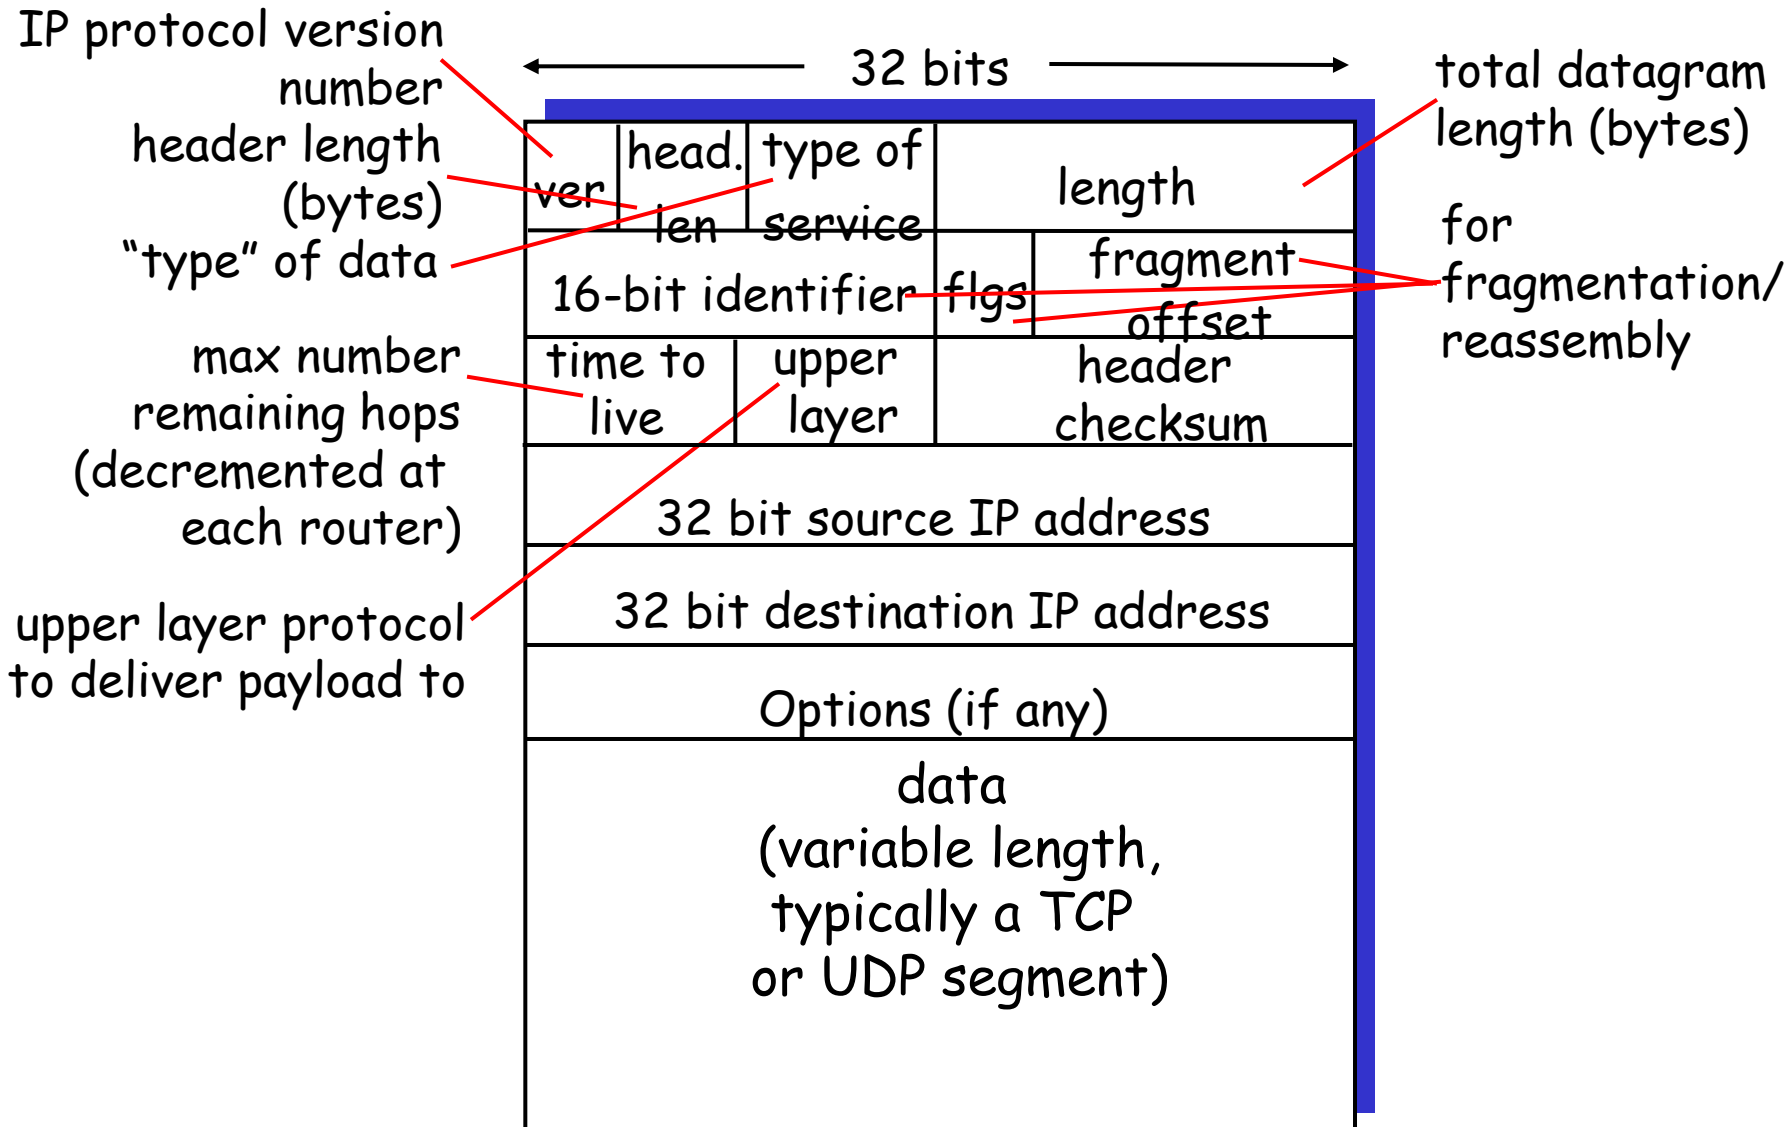 IP protocol version
number
header length
(bytes)
“type” of data
max number
remaining hops
(decremented at
each router)
upper layer protocol
to deliver payload to
32 bits
ver
head.
len
type of
service
length
16-bit identifier
flgs
fragment
offset
time to
live
upper
layer
header
checksum
32 bit source IP address
32 bit destination IP address
Options (if any)
data
(variable length,
typically a TCP
or UDP segment)
total datagram
length (bytes)
for
fragmentation/
reassembly